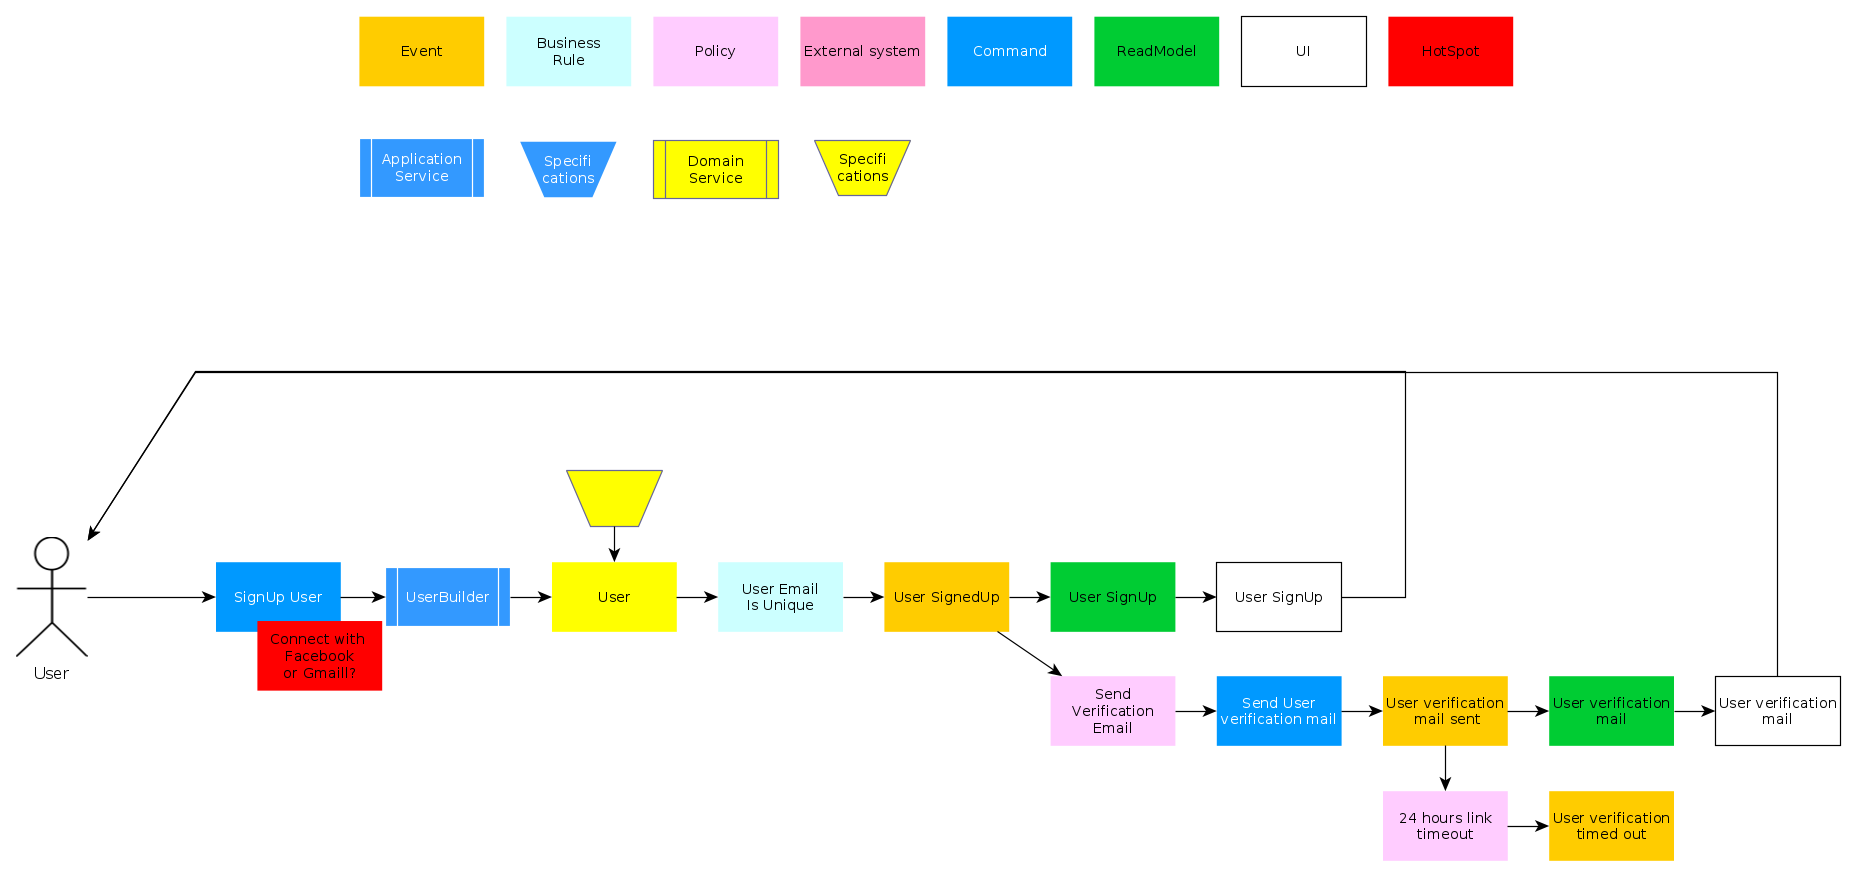 Event
Business
Rule
Policy
External system
Command
ReadModel
UI
HotSpot
Application
Service
Specifi
cations
Domain
Service
Specifi
cations
User
SignUp User
Connect with
Facebook
or Gmaill?
UserBuilder
User
User Email
Is Unique
User SignedUp
User SignUp
User SignUp
Send
Verification
Email
Send User
verification mail
User verification
mail sent
User verification
mail
User verification
mail
24 hours link
timeout
User verification
timed out